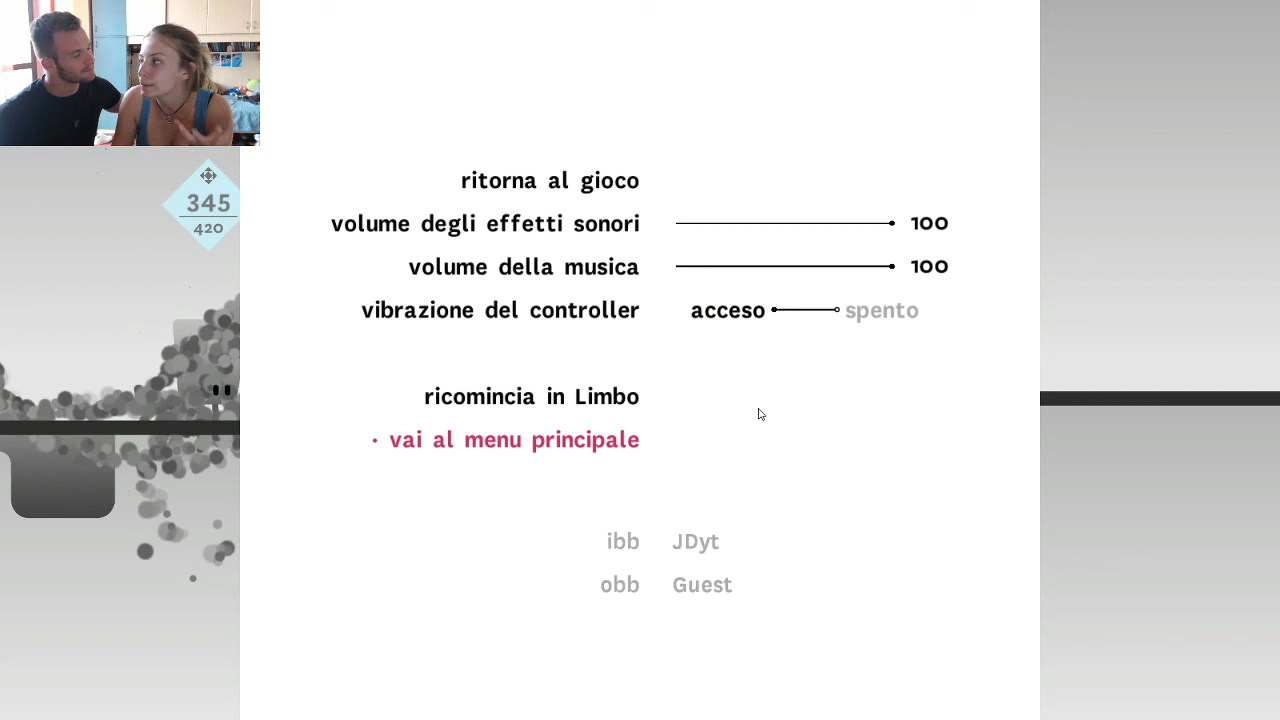 345
420
ritorna al gioco
volume degli effetti sonori 100
volume della musica 100
vibrazione del controller acceso spento
ricomincia in Limbo
· vai al menu principale
ibb JDyt
obb Guest